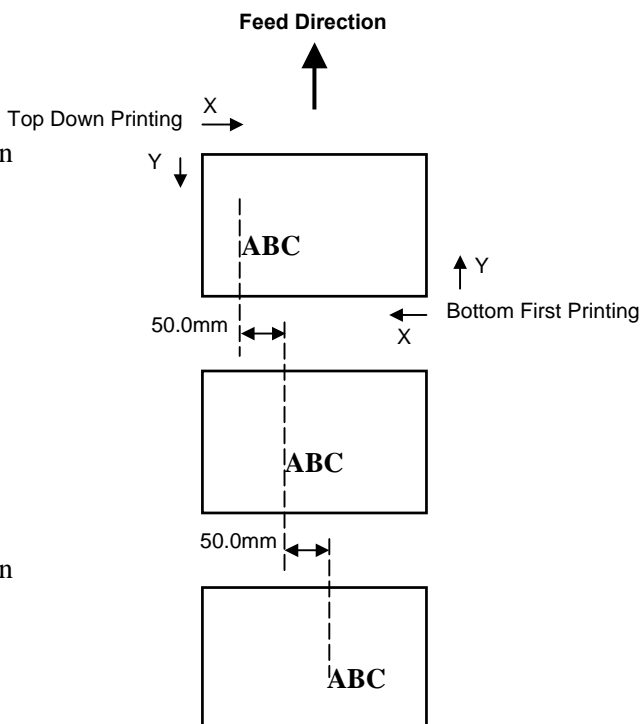 Feed Direction
X
Top Down Printing
n
Y
ABC
Y
50.0mm
Bottom First Printing
X
ABC
50.0mm
n
ABC